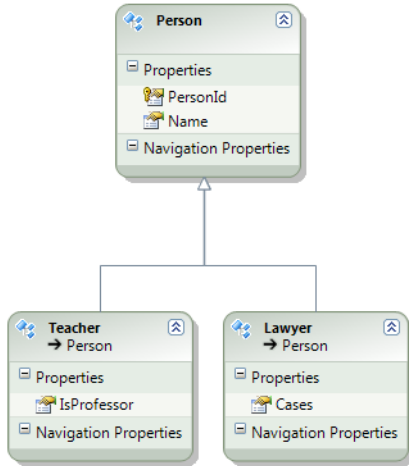 Person
Properties
PersonId
Name
Navigation Properties
Teacher
→ Person
Properties
IsProfessor
Navigation Properties
Lawyer
→ Person
Properties
Cases
Navigation Properties